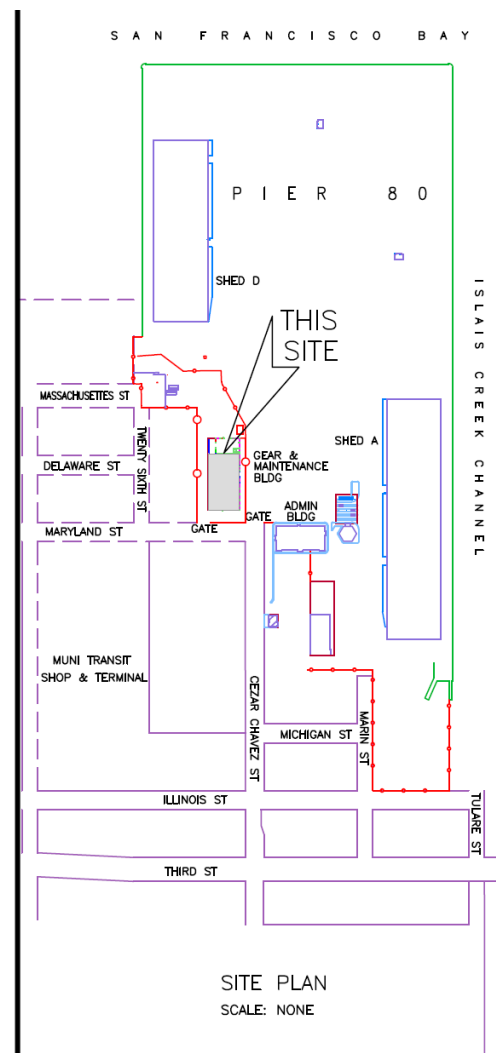 SAN FRANCISCO BAY
PIER 80
SHED D
ISLAIS CREEK CHANNEL
THIS
SITE
MASSACHUSETTES ST
TWENTY SIXTH ST
SHED A
GEAR &
MAINTENANCE
BLDG
DELAWARE ST
ADMIN
BLDG
GATE
GATE
MARYLAND ST
MUNI TRANSIT
SHOP & TERMINAL
CEZAR CHAVEZ ST
MARIN ST
MICHIGAN ST
ILLINOIS ST
TULARE ST
THIRD ST
SITE PLAN
SCALE: NONE